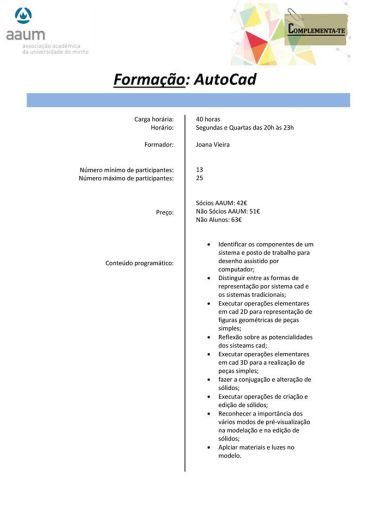 aaum
associação académica
da universidade do minho
COMPLEMENTA-TE
Formação: AutoCad
Carga horária: 40 horas
Horário: Segundas e Quartas das 20h às 23h
Formador: Joana Vieira
Número mínimo de participantes: 13
Número máximo de participantes: 25
Sócios AAUM: 42€
Preço: Não Sócios AAUM: 51€
Não Alunos: 63€
Conteúdo programático:
• Identificar os componentes de um
sistema e posto de trabalho para
desenho assistido por
computador;
• Distinguir entre as formas de
representação por sistema cad e
os sistemas tradicionais;
• Executar operações elementares
em cad 2D para representação de
figuras geométricas de peças
simples;
• Reflexão sobre as potencialidades
dos sisteams cad;
• Executar operações elementares
em cad 3D para a realização de
peças simples;
• fazer a conjugação e alteração de
sólidos;
• Executar operações de criação e
edição de sólidos;
• Reconhecer a importância dos
vários modos de pré-visualização
na modelação e na edição de
sólidos;
• Aplciar materiais e luzes no
modelo.